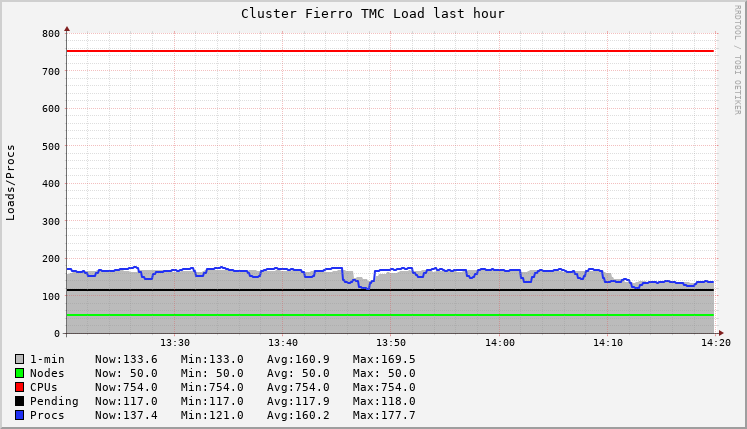 Cluster Fierro TMC Load last hour
RRDTOOL / TOBI OETIKER
Loads/Procs
800
700
600
500
400
300
200
100
0
13:30 13:40 13:50 14:00 14:10 14:20
1-min Now:133.6 Min:133.0 Avg:160.9 Max:169.5
Nodes Now: 50.0 Min: 50.0 Avg: 50.0 Max: 50.0
CPUs Now:754.0 Min:754.0 Avg:754.0 Max:754.0
Pending Now:117.0 Min:117.0 Avg:117.9 Max:118.0
Procs Now:137.4 Min:121.0 Avg:160.2 Max:177.7